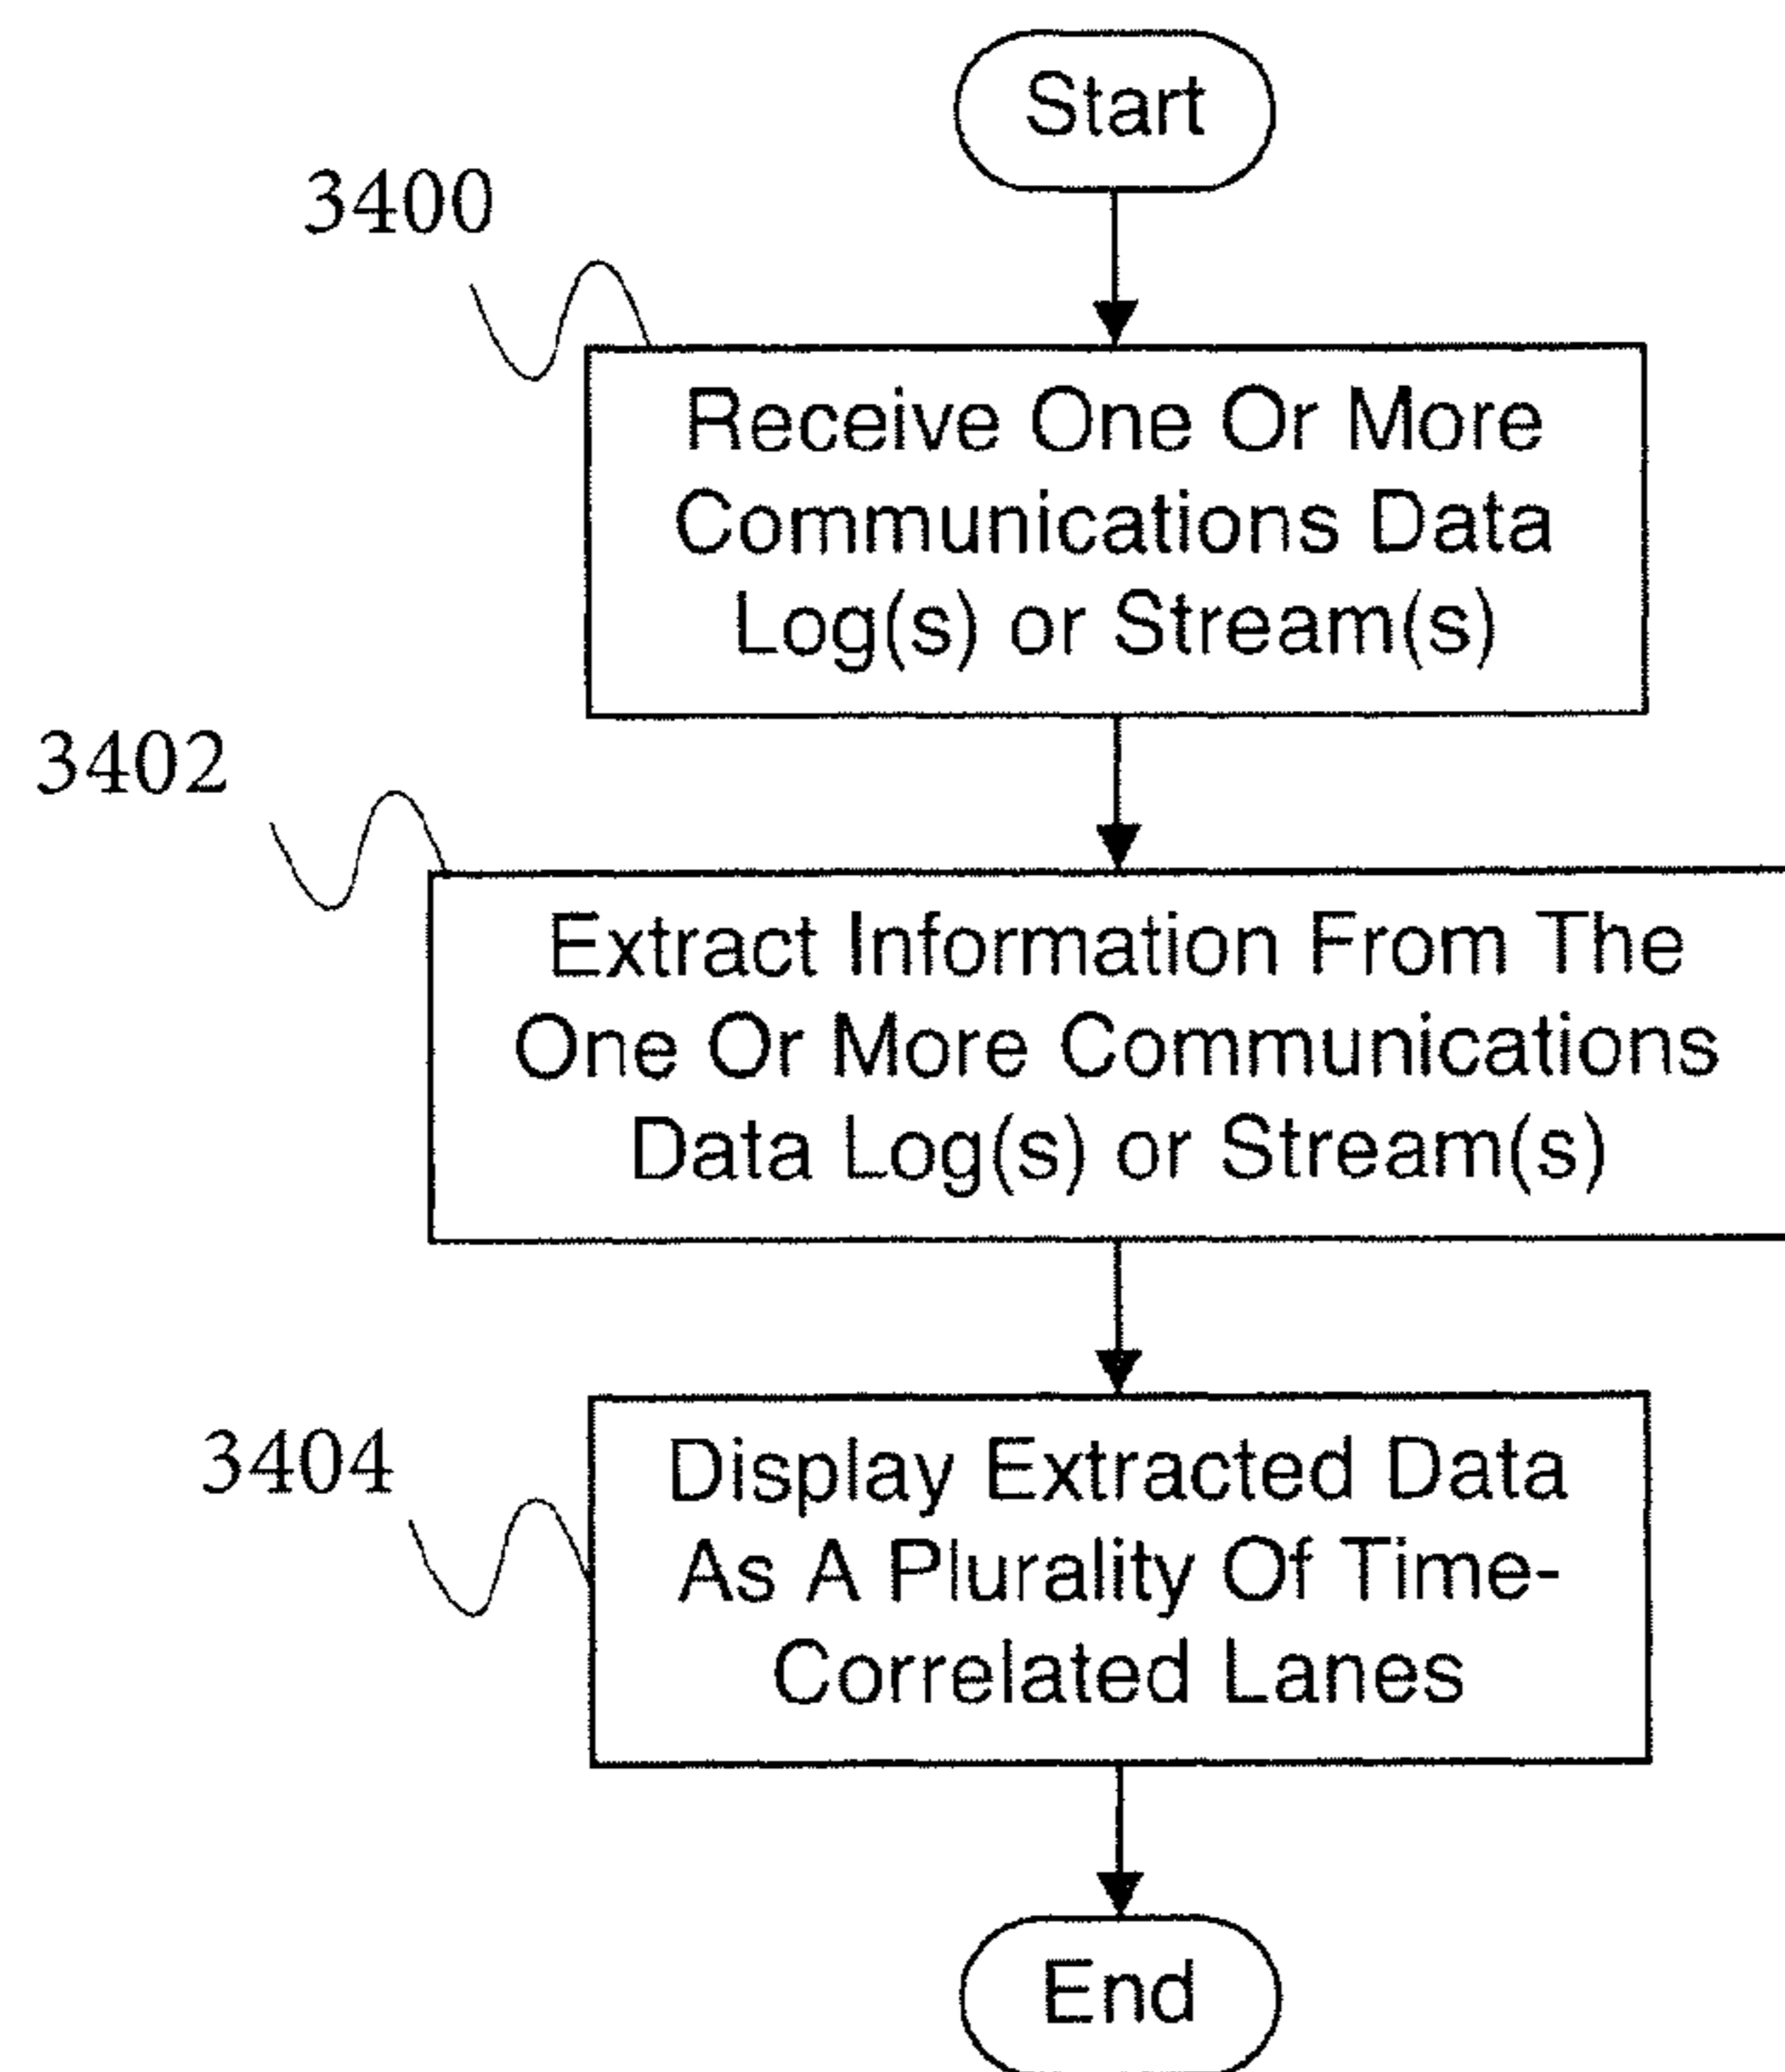 Start
3400
Receive One Or More
Communications Data
Log(s) or Stream(s)
3402
Extract Information From The
One Or More Communications
Data Log(s) or Stream(s)
3404
Display Extracted Data
As A Plurality Of Time-
Correlated Lanes
End